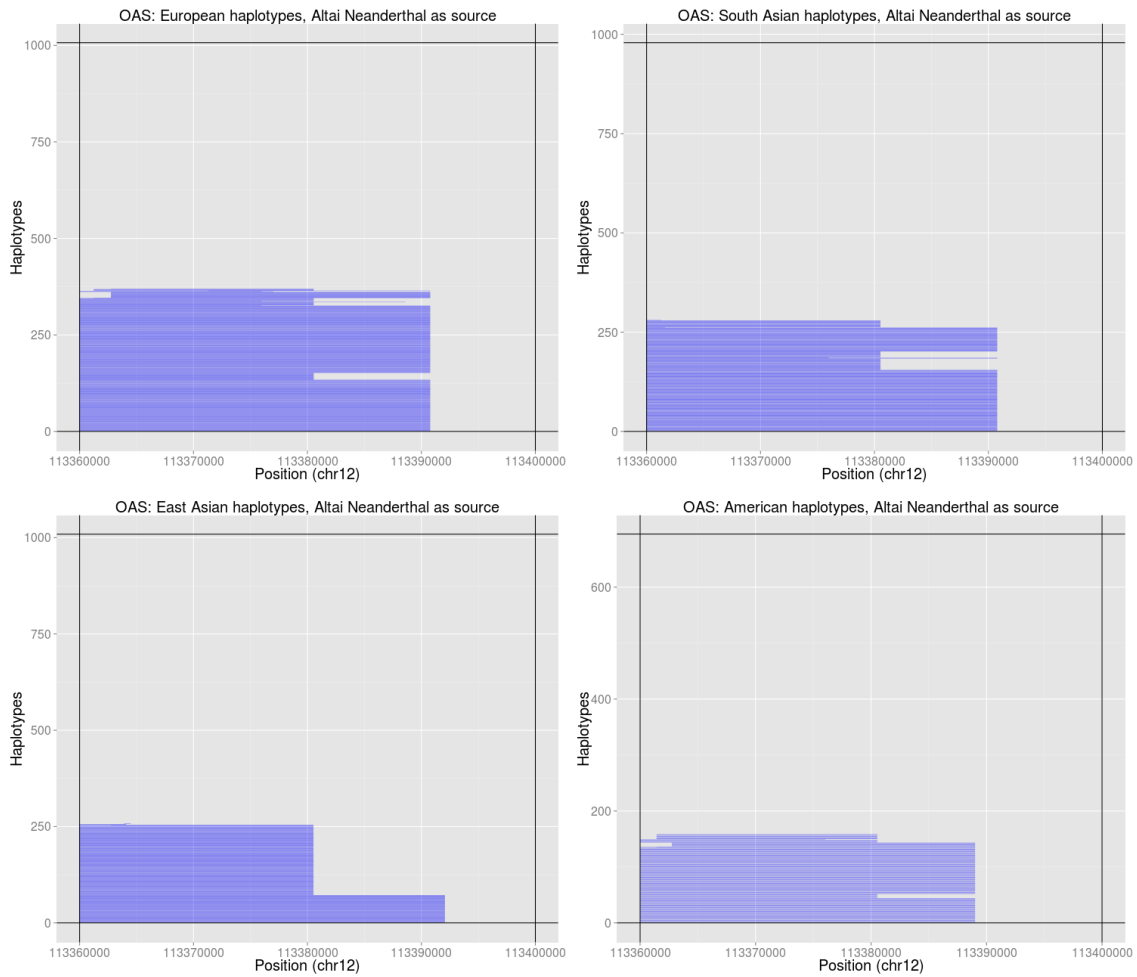 OAS: European haplotypes, Altai Neanderthal as source
1000
750
500
250
0
Haplotypes
113360000 113370000 113380000 113390000 113400000
Position (chr12)
OAS: South Asian haplotypes, Altai Neanderthal as source
1000
750
500
250
0
Haplotypes
113360000 113370000 113380000 113390000 113400000
Position (chr12)
OAS: East Asian haplotypes, Altai Neanderthal as source
1000
750
500
250
0
Haplotypes
113360000 113370000 113380000 113390000 113400000
Position (chr12)
OAS: American haplotypes, Altai Neanderthal as source
600
400
200
0
Haplotypes
113360000 113370000 113380000 113390000 113400000
Position (chr12)